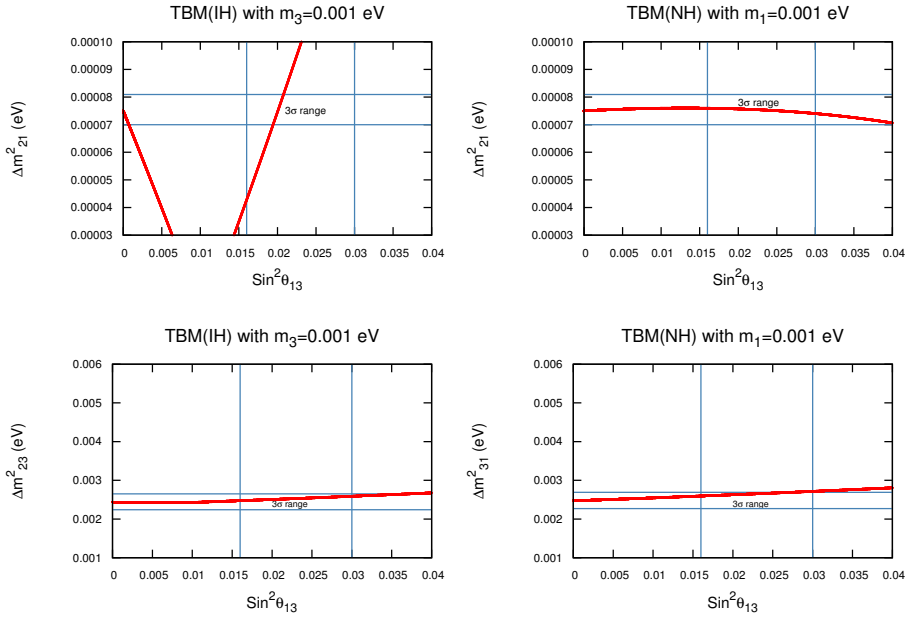 TBM(IH) with m3=0.001 eV
Δm²21 (eV)
0.00010
0.00009
0.00008
0.00007
0.00006
0.00005
0.00004
0.00003
3σ range
0 0.005 0.01 0.015 0.02 0.025 0.03 0.035 0.04
Sin²θ13
TBM(NH) with m1=0.001 eV
Δm²21 (eV)
0.00010
0.00009
0.00008
0.00007
0.00006
0.00005
0.00004
0.00003
3σ range
0 0.005 0.01 0.015 0.02 0.025 0.03 0.035 0.04
Sin²θ13
TBM(IH) with m3=0.001 eV
Δm²23 (eV)
0.006
0.005
0.004
0.003
0.002
0.001
3σ range
0 0.005 0.01 0.015 0.02 0.025 0.03 0.035 0.04
Sin²θ13
TBM(NH) with m1=0.001 eV
Δm²31 (eV)
0.006
0.005
0.004
0.003
0.002
0.001
3σ range
0 0.005 0.01 0.015 0.02 0.025 0.03 0.035 0.04
Sin²θ13